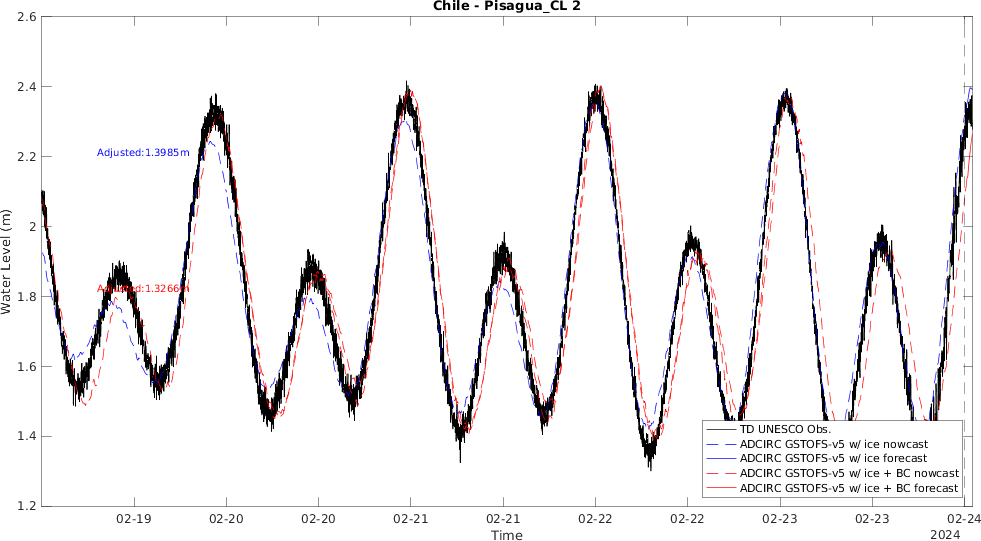 Chile - Pisagua_CL 2
2.6
2.4
2.2
2
1.8
1.6
1.4
1.2
Water Level (m)
Adjusted:1.3985m
Adjusted:1.3266m
TD UNESCO Obs.
ADCIRC GSTOFS-v5 w/ ice nowcast
ADCIRC GSTOFS-v5 w/ ice forecast
ADCIRC GSTOFS-v5 w/ ice + BC nowcast
ADCIRC GSTOFS-v5 w/ ice + BC forecast
02-19 02-20 02-20 02-21 02-21 02-22 02-22 02-23 02-23 02-24
2024
Time